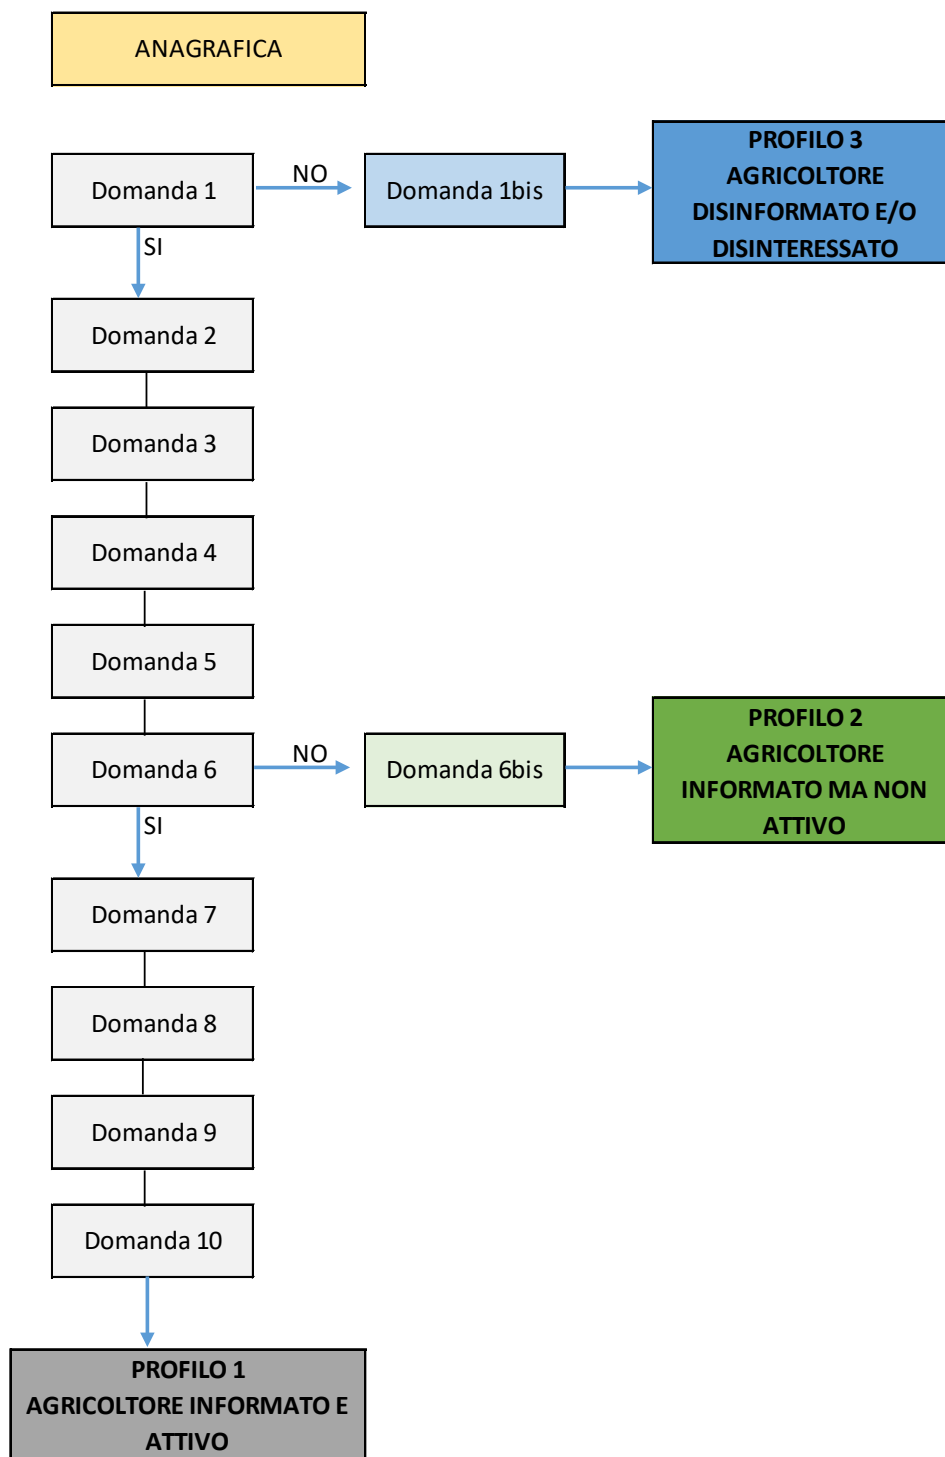 ANAGRAFICA
Domanda 1
NO
Domanda 1bis
PROFILO 3
AGRICOLTORE
DISINFORMATO E/O
DISINTERESSATO
SI
Domanda 2
Domanda 3
Domanda 4
Domanda 5
Domanda 6
NO
Domanda 6bis
PROFILO 2
AGRICOLTORE
INFORMATO MA NON
ATTIVO
SI
Domanda 7
Domanda 8
Domanda 9
Domanda 10
PROFILO 1
AGRICOLTORE INFORMATO E
ATTIVO